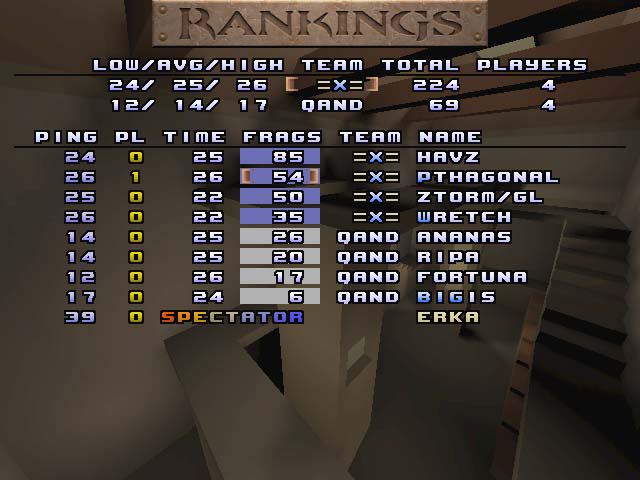 RANKINGS
LOW/AVG/HIGH TEAM TOTAL PLAYERS
24/ 25/ 26 [ =X= ] 224 4
12/ 14/ 17 QAND 69 4
PING PL TIME FRAGS TEAM NAME
24 0 25 85 =X= HAVZ
26 1 26 [ 54 ] =X= PTHAGONAL
25 0 22 50 =X= ZTORM/GL
26 0 22 35 =X= WRETCH
14 0 25 26 QAND ANANAS
14 0 25 20 QAND RIPA
12 0 26 17 QAND FORTUNA
17 0 24 6 QAND BIGIS
39 0 SPECTATOR ERKA